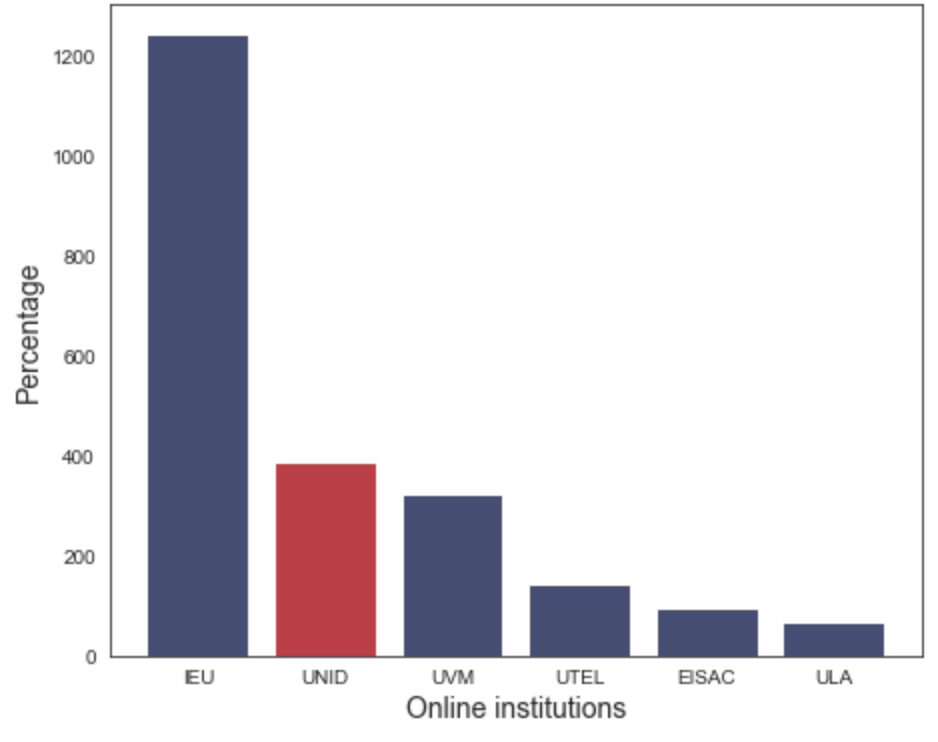 Percentage
1200
1000
800
600
400
200
0
IEU UNID UVM UTEL EISAC ULA
Online institutions